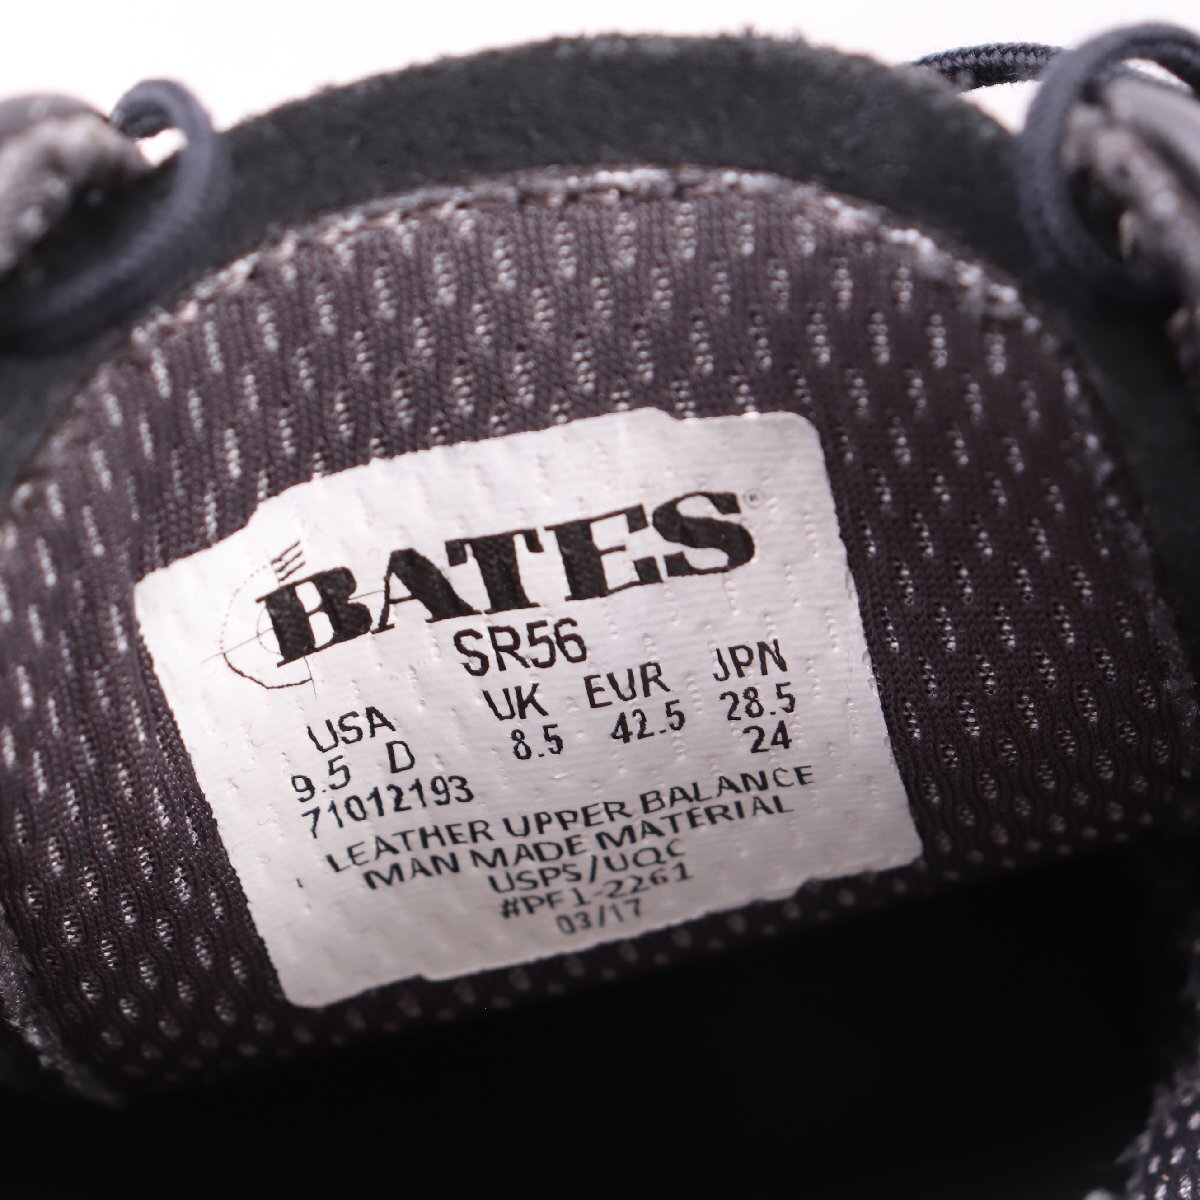 BATES®
SR56
USA UK EUR JPN
9.5 D 8.5 42.5 28.5
71012193 24
LEATHER UPPER BALANCE
MAN MADE MATERIAL
USPS/UQC
#PF1-2261
03/17